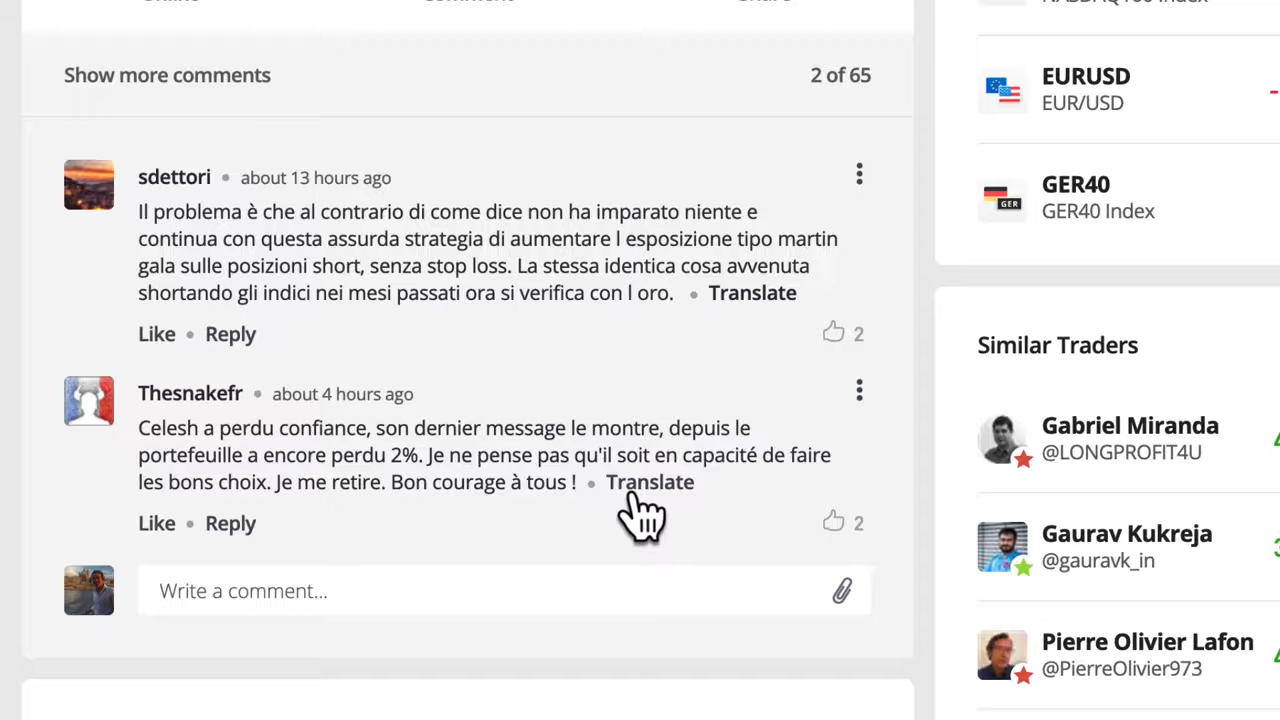 Show more comments 2 of 65
sdettori • about 13 hours ago
Il problema è che al contrario di come dice non ha imparato niente e
continua con questa assurda strategia di aumentare l esposizione tipo martin
gala sulle posizioni short, senza stop loss. La stessa identica cosa avvenuta
shortando gli indici nei mesi passati ora si verifica con l oro. • Translate
Like • Reply 2
Thesnakefr • about 4 hours ago
Celesh a perdu confiance, son dernier message le montre, depuis le
portefeuille a encore perdu 2%. Je ne pense pas qu'il soit en capacité de faire
les bons choix. Je me retire. Bon courage à tous ! • Translate
Like • Reply 2
Write a comment...
EURUSD
EUR/USD
GER
GER40
GER40 Index
Similar Traders
Gabriel Miranda
@LONGPROFIT4U
Gaurav Kukreja
@gauravk_in
Pierre Olivier Lafon
@PierreOlivier973